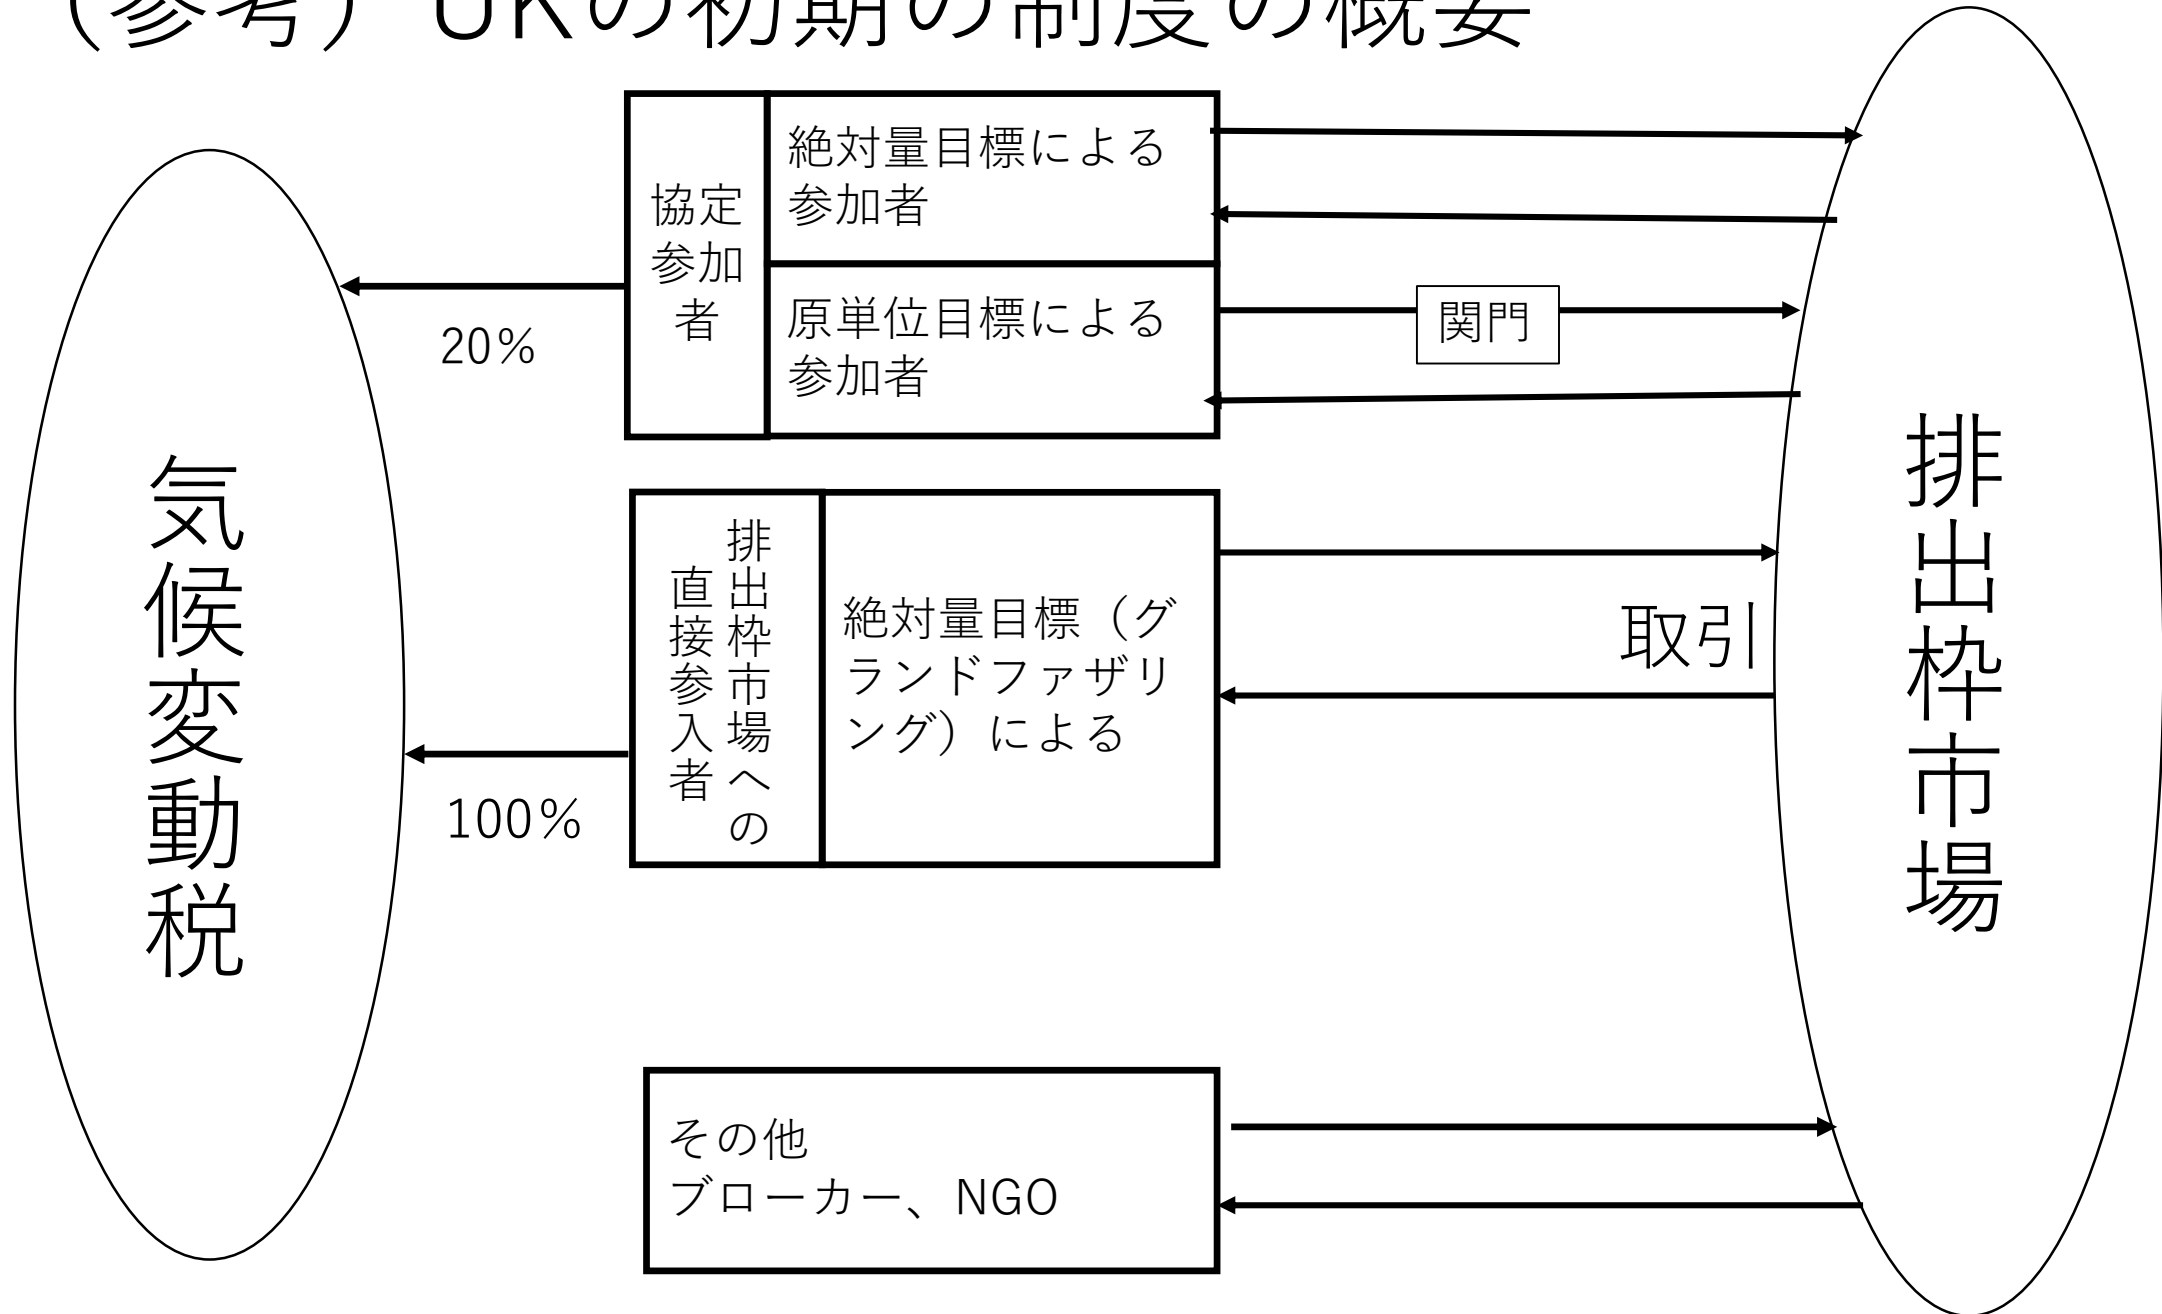 （参考）UKの初期の制度の概要
協定
参加
者
絶対量目標による
参加者
原単位目標による
参加者
関門
20%
気候変動税
排出枠市場への
直接参入者
絶対量目標（グ
ランドファザリ
ング）による
取引
100%
排出枠市場
その他
ブローカー、NGO